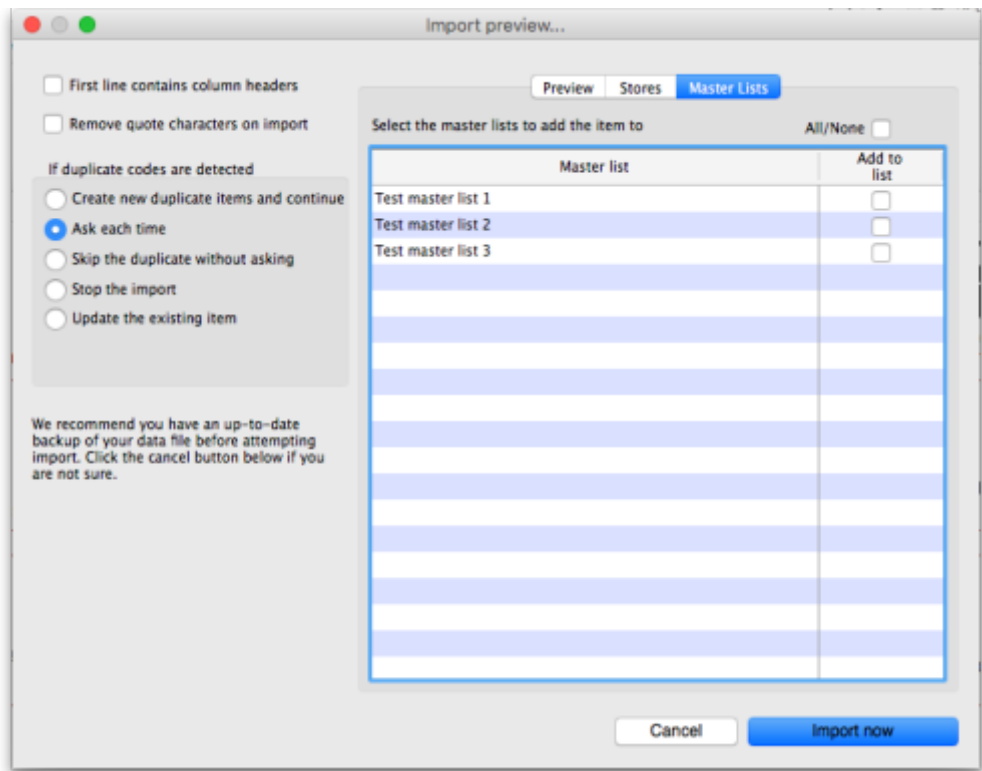 Import preview...
First line contains column headers
Remove quote characters on import
If duplicate codes are detected
Create new duplicate items and continue
Ask each time
Skip the duplicate without asking
Stop the import
Update the existing item
We recommend you have an up-to-date
backup of your data file before attempting
import. Click the cancel button below if you
are not sure.
Preview Stores Master Lists
Select the master lists to add the item to All/None
Master list Add to
list
Test master list 1
Test master list 2
Test master list 3
Cancel Import now